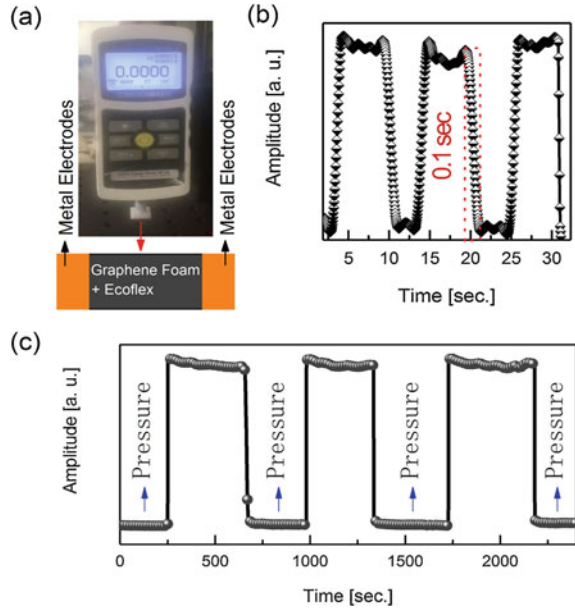 (a)
0.0000
Metal Electrodes
Metal Electrodes
Graphene Foam
+ Ecoflex
(b)
Amplitude [a. u.]
0.1 sec
5 10 15 20 25 30
Time [sec.]
(c)
Amplitude [a. u.]
Pressure
Pressure
Pressure
Pressure
0 500 1000 1500 2000
Time [sec.]